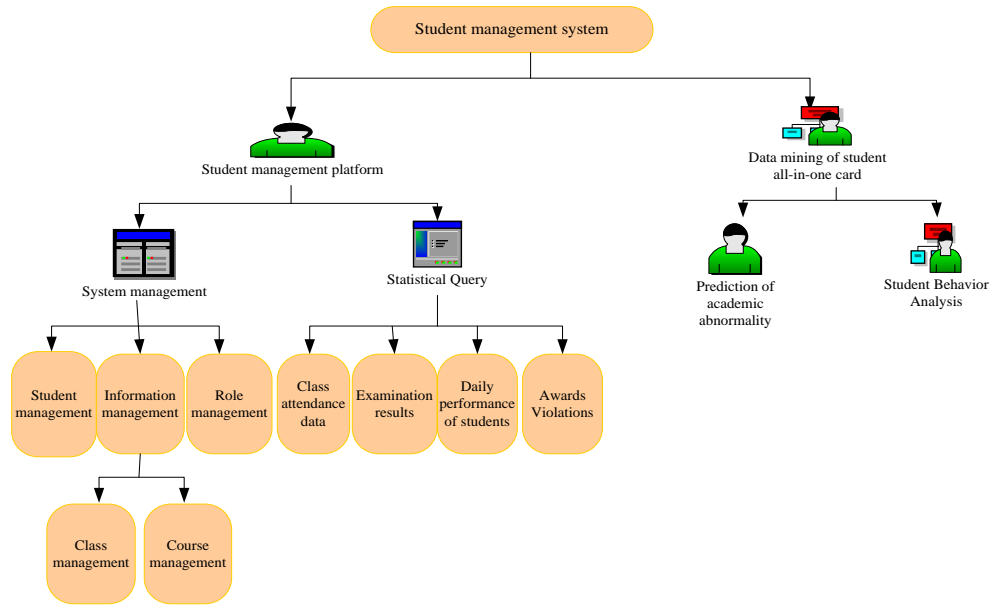 Student management system
Student management platform
Data mining of student
all-in-one card
System management
Statistical Query
Prediction of
academic
abnormality
Student Behavior
Analysis
Student
management
Information
management
Role
management
Class
attendance
data
Examination
results
Daily
performance
of students
Awards
Violations
Class
management
Course
management